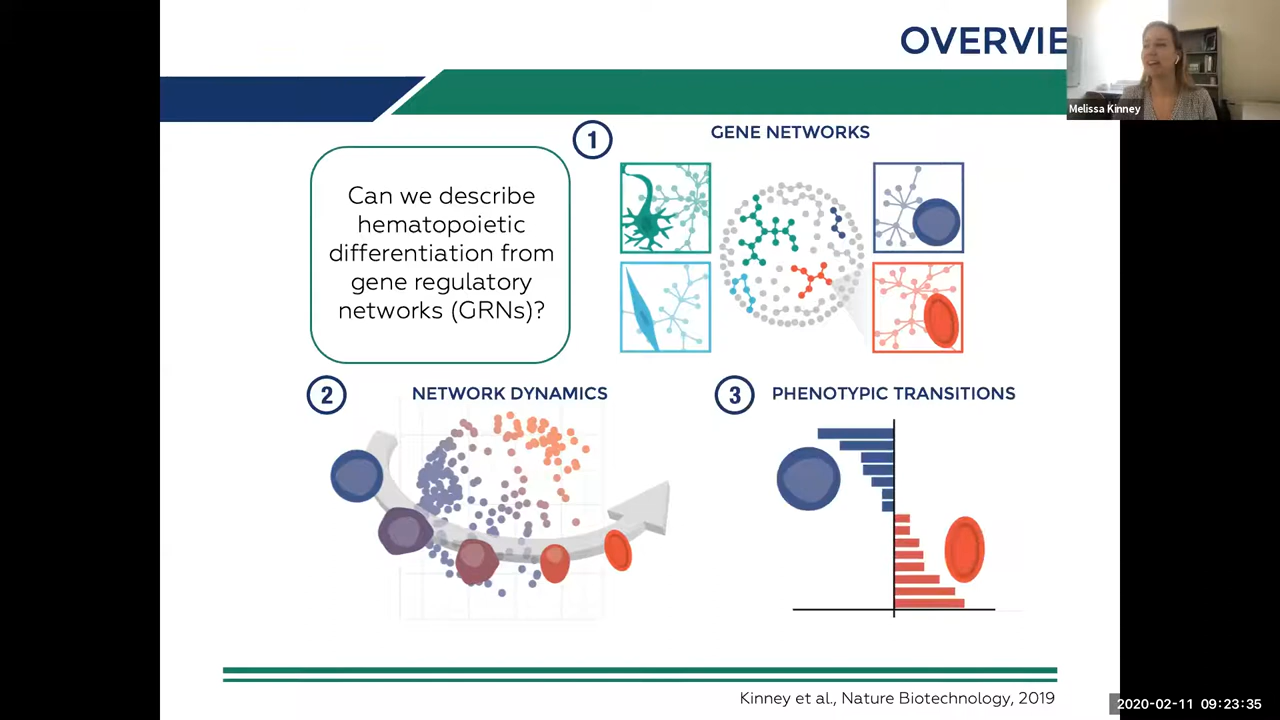 OVERVIE
Melissa Kinney
1
GENE NETWORKS
Can we describe
hematopoietic
differentiation from
gene regulatory
networks (GRNs)?
2
NETWORK DYNAMICS
3
PHENOTYPIC TRANSITIONS
Kinney et al., Nature Biotechnology, 2019
2020-02-11 09:23:35